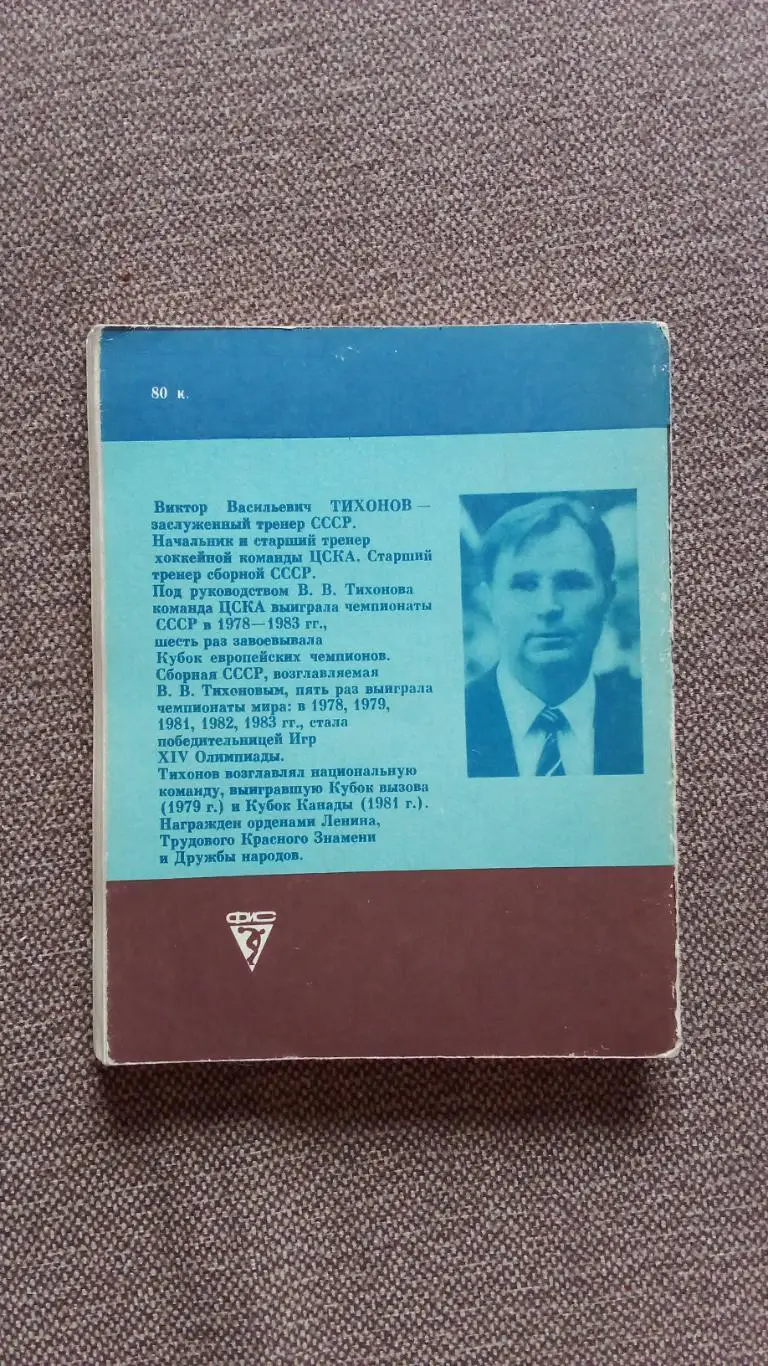 80 к.
Виктор Васильевич ТИХОНОВ —
заслуженный тренер СССР.
Начальник и старший тренер
хоккейной команды ЦСКА. Старший
тренер сборной СССР.
Под руководством В. В. Тихонова
команда ЦСКА выиграла чемпионаты
СССР в 1978—1983 гг.,
шесть раз завоевывала
Кубок европейских чемпионов.
Сборная СССР, возглавляемая
В. В. Тихоновым, пять раз выиграла
чемпионаты мира: в 1978, 1979,
1981, 1982, 1983 гг., стала
победительницей Игр
XIV Олимпиады.
Тихонов возглавлял национальную
команду, выигравшую Кубок вызова
(1979 г.) и Кубок Канады (1981 г.).
Награжден орденами Ленина,
Трудового Красного Знамени
и Дружбы народов.
ФИС